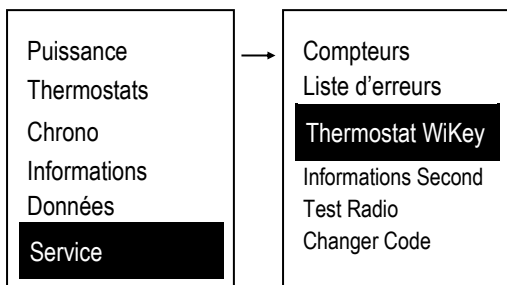 Puissance
Thermostats
Chrono
Informations
Données
Service
Compteurs
Liste d'erreurs
Thermostat WiKey
Informations Second
Test Radio
Changer Code